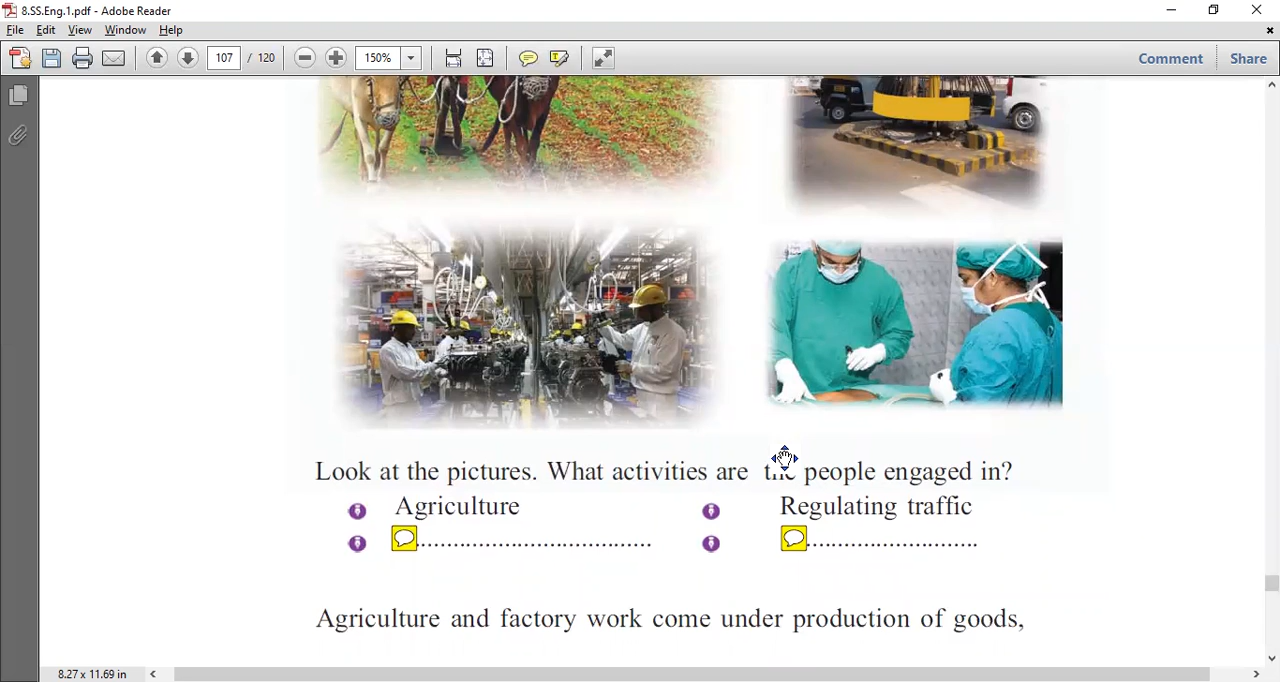 8.SS.Eng.1.pdf - Adobe Reader
File Edit View Window Help
107 / 120 150% Comment Share
Look at the pictures. What activities are the people engaged in?
Agriculture Regulating traffic
........................................ .............................
Agriculture and factory work come under production of goods,
8.27 x 11.69 in